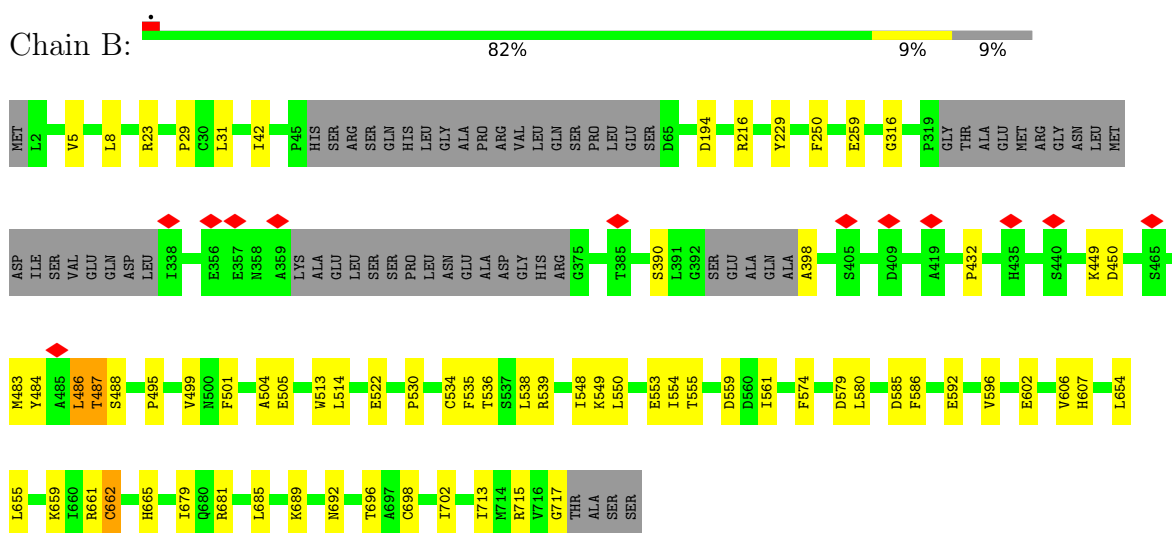 Chain B:
82% 9% 9%
MET L2 V5 L8 R23 P29 C30 L31 I42 P45 HIS SER ARG SER GLN HIS LEU GLY ALA PRO ARG VAL LEU GLN SER PRO LEU GLU SER D65 D194 R216 Y229 F250 E259 G316 P319 GLY THR ALA GLU MET ARG GLY ASN LEU MET
ASP ILE SER VAL GLU GLN ASP LEU I338 E356 E357 N358 A359 LYS ALA GLU LEU SER SER PRO LEU ASN GLU ALA ASP GLY HIS ARG G375 T385 S390 L391 G392 SER GLU ALA GLN ALA A398 S405 D409 A419 P432 H435 S440 K449 D450 S465
M483 Y484 A485 L486 T487 S488 P495 V499 N500 F501 A504 E505 W513 L514 E522 P530 C534 F535 T536 S537 L538 R539 I548 K549 L550 E553 I554 T555 D559 D560 I561 F574 D579 L580 D585 F586 E592 V596 E602 V606 H607 L654
L655 K659 I660 R661 C662 H665 I679 Q680 R681 L685 K689 N692 T696 A697 C698 I702 I713 M714 R715 V716 G717 THR ALA SER SER